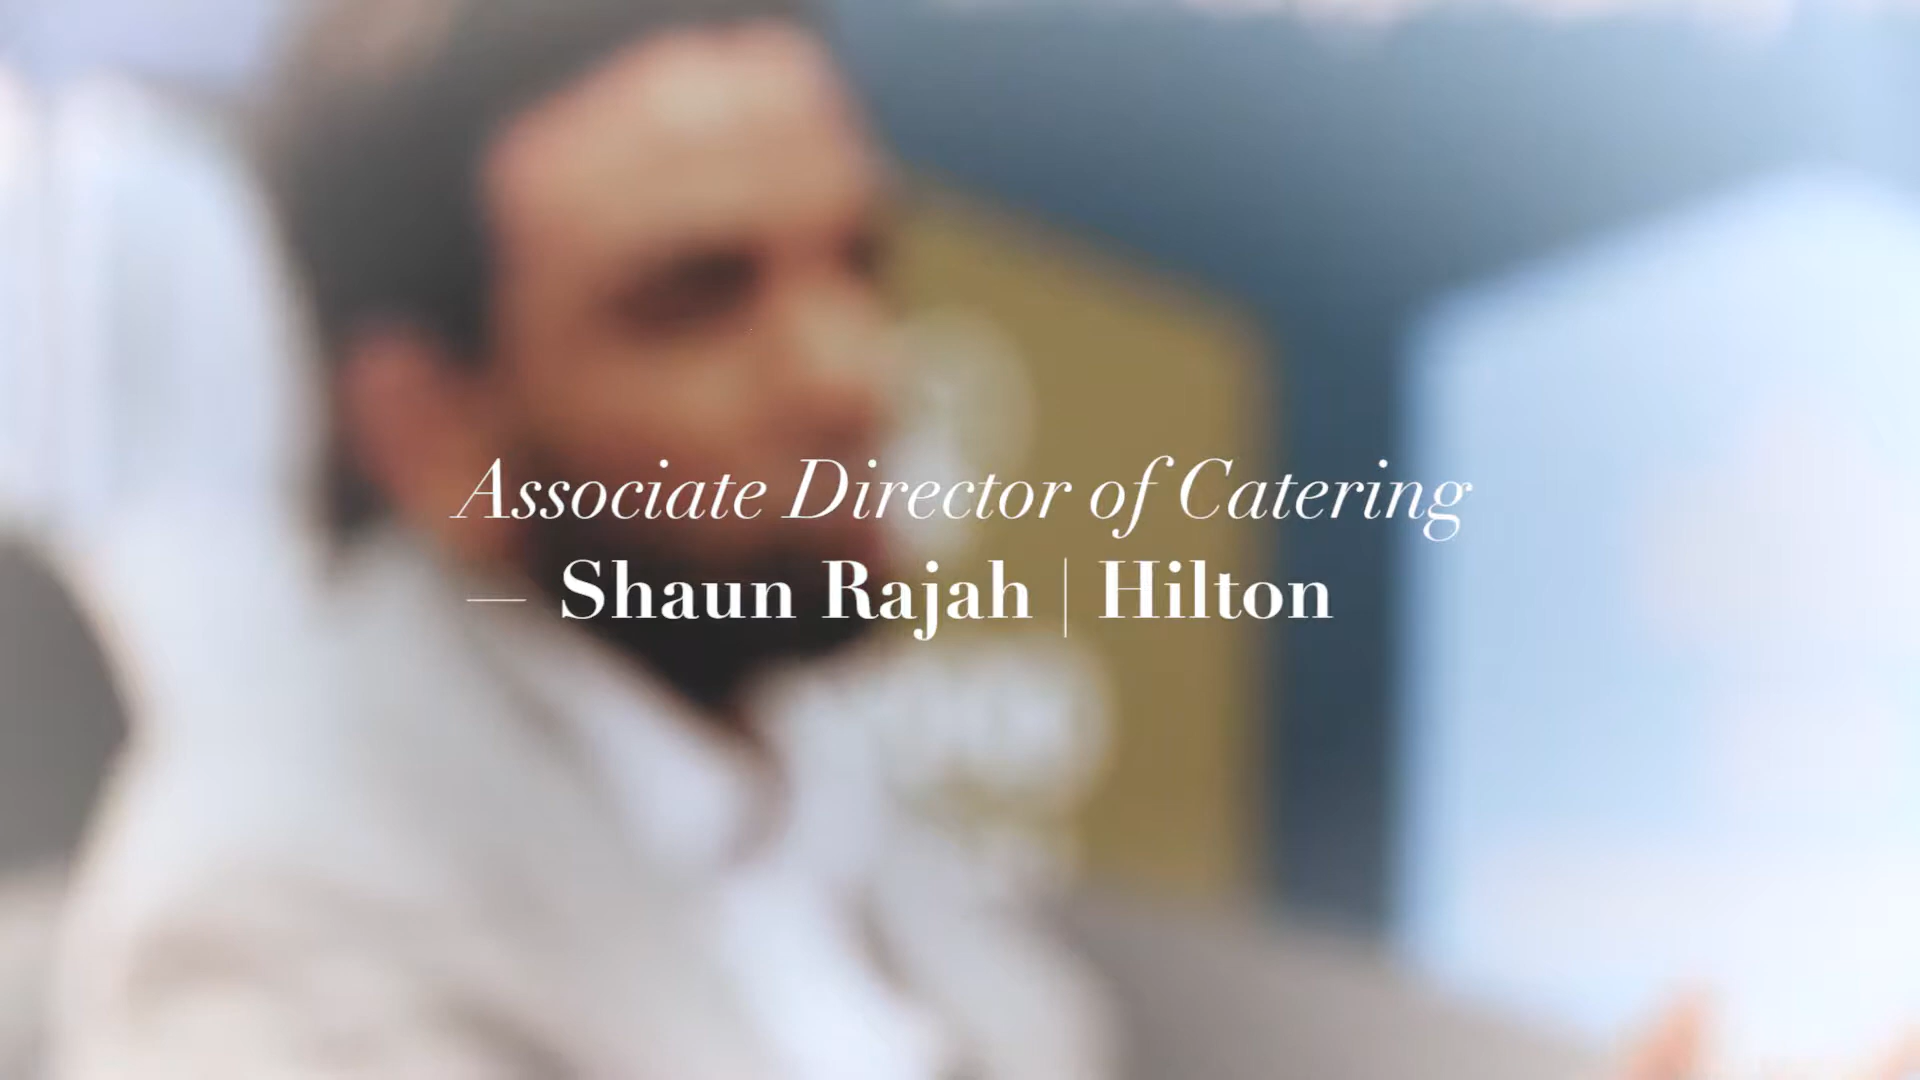 Associate Director of Catering
— Shaun Rajah | Hilton